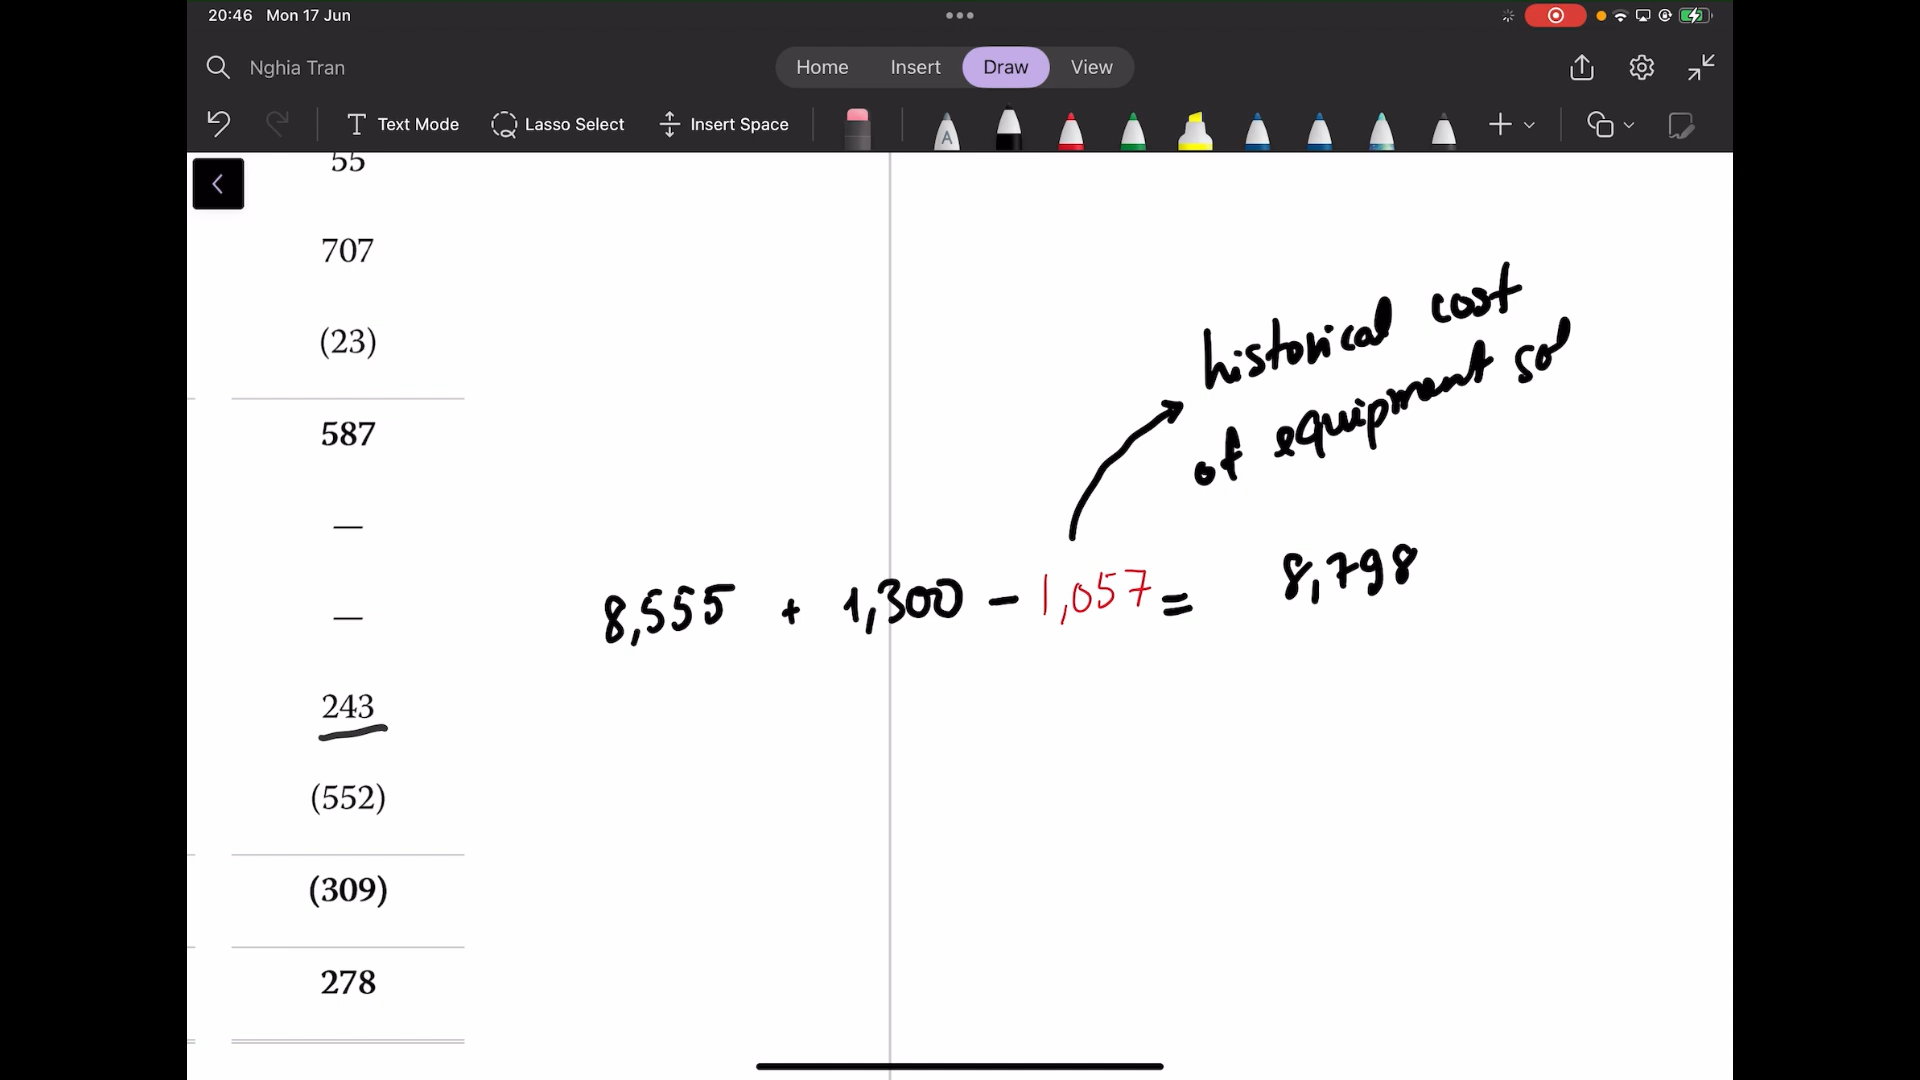 20:46 Mon 17 Jun
Nghia Tran
Home Insert Draw View
Text Mode Lasso Select Insert Space A
55
707
(23)
587
—
—
243
(552)
(309)
278
historical cost
of equipment sol
8,555 + 1,300 - 1,057 = 8,798